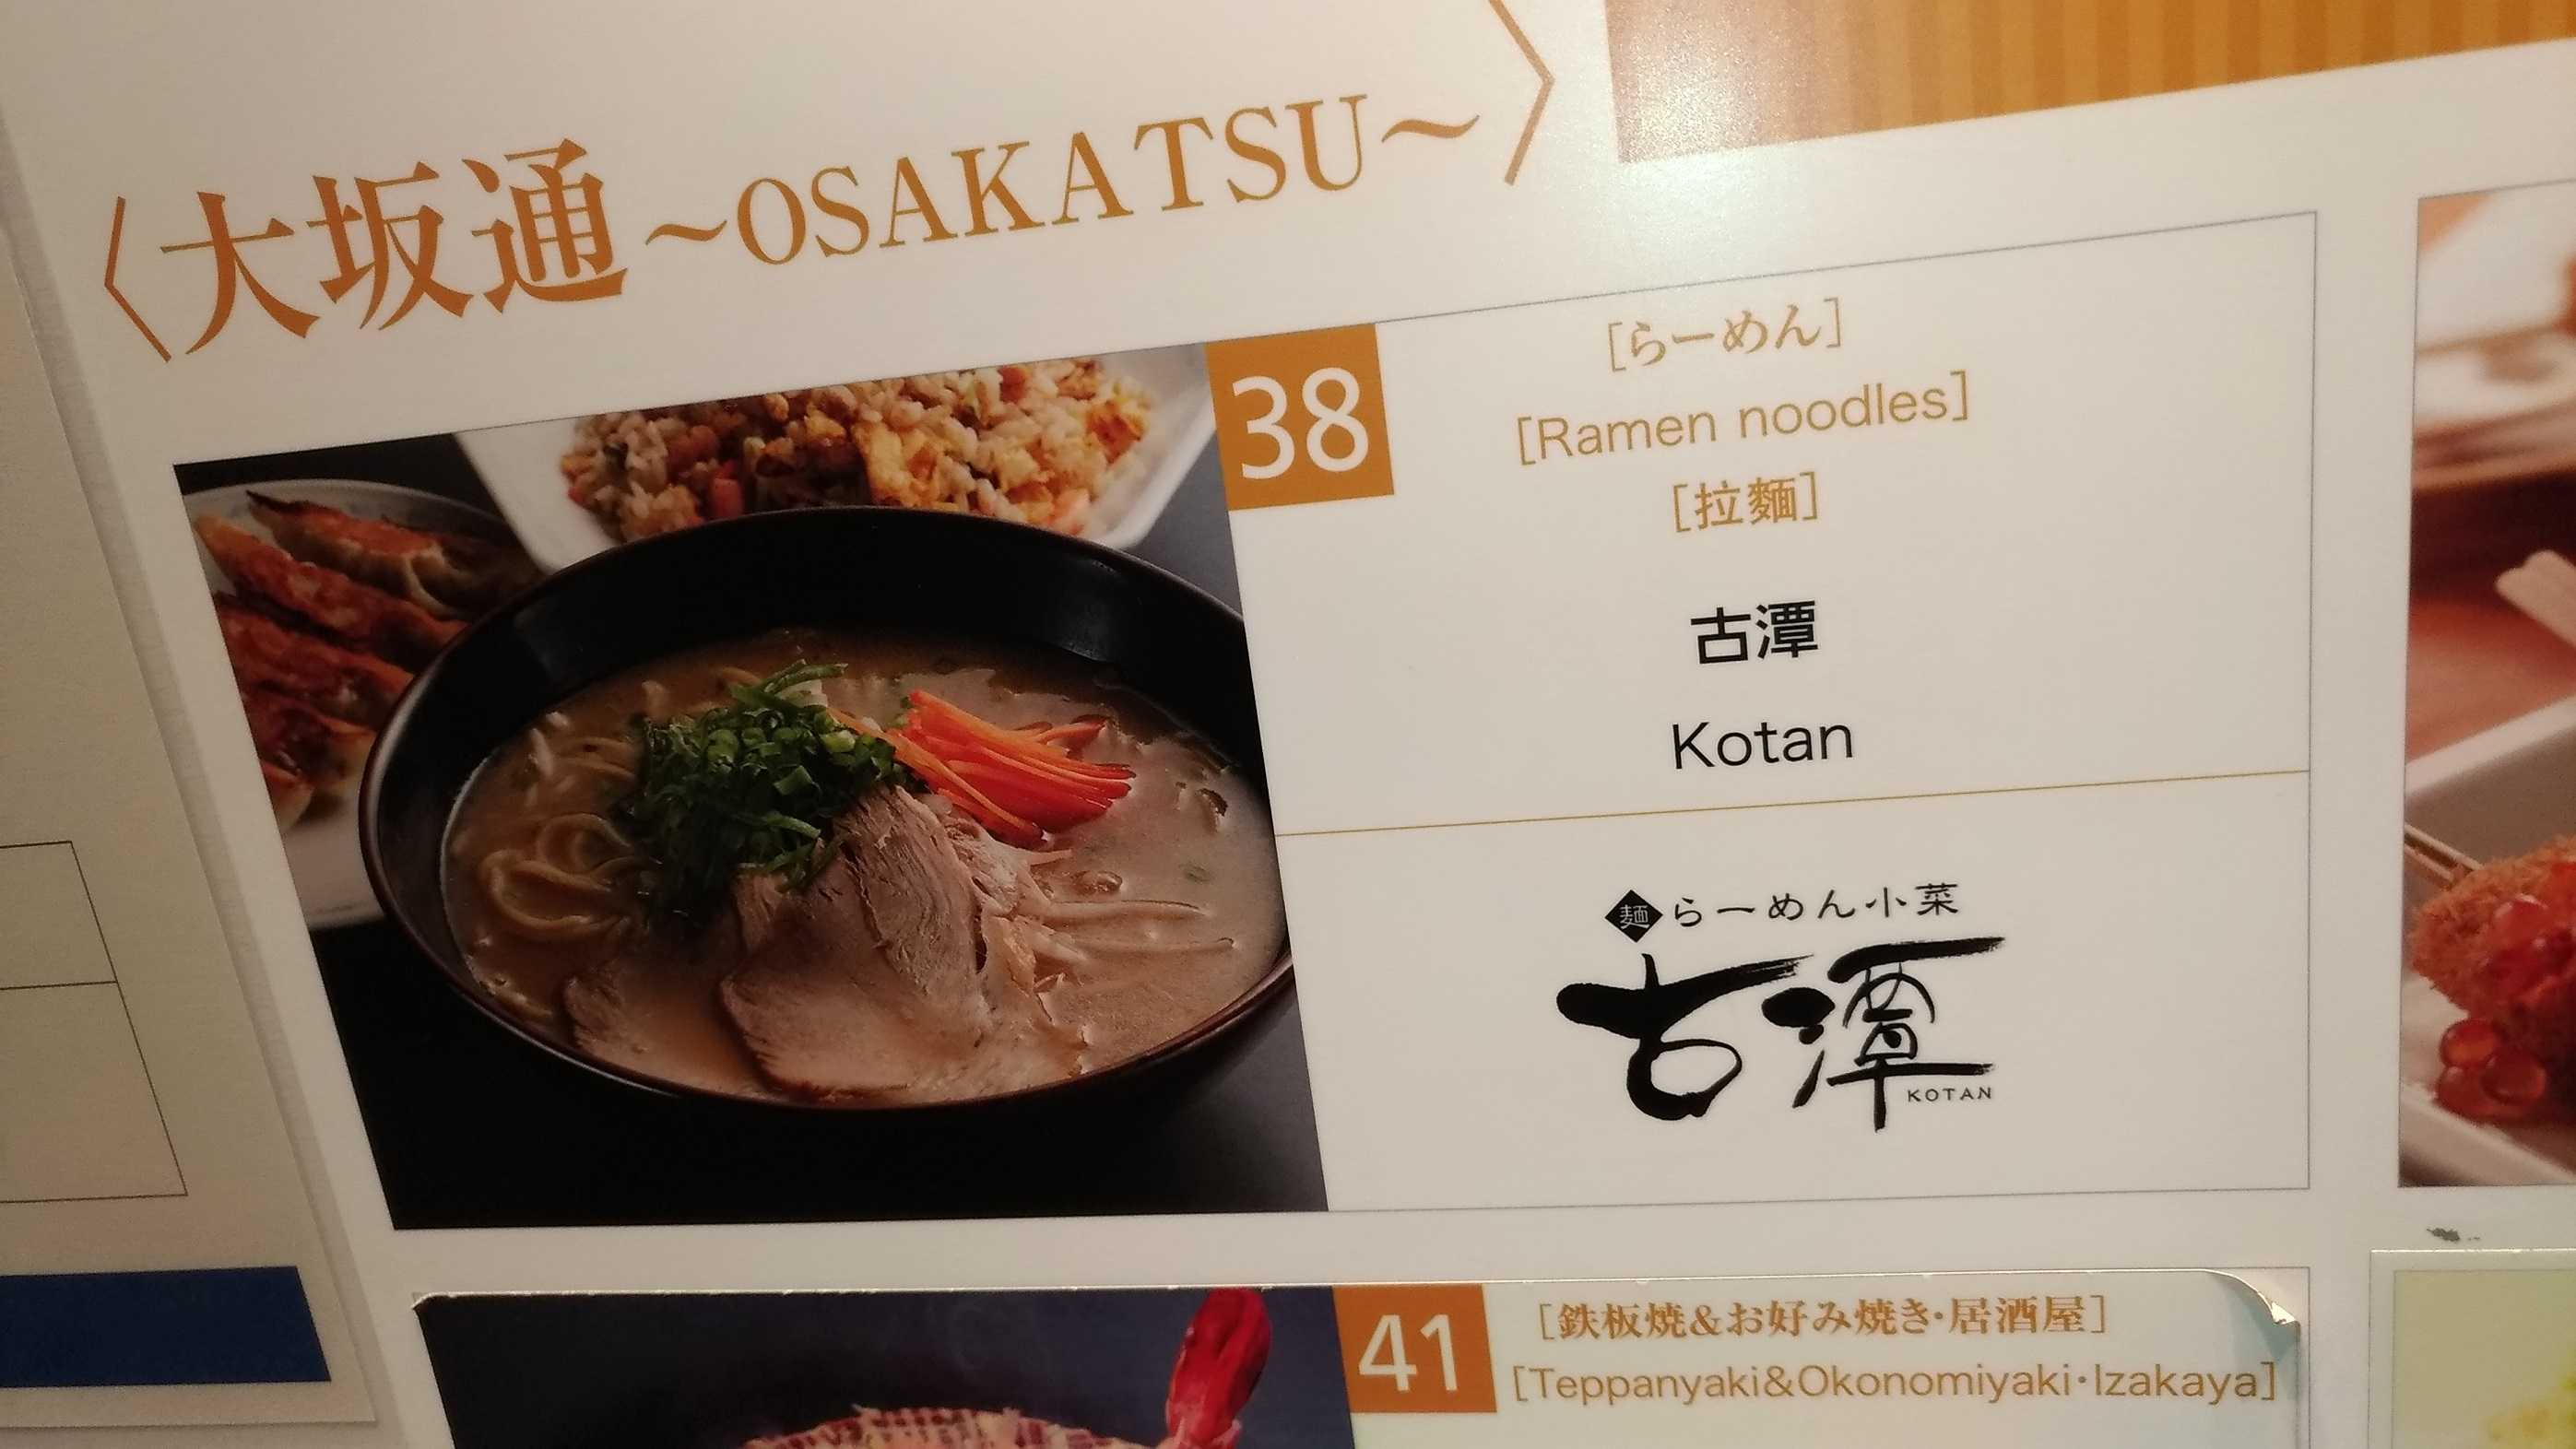 〈大坂通～OSAKATSU～〉
38
[らーめん]
[Ramen noodles]
[拉麵]
古潭
Kotan
麺 らーめん小菜
古潭
KOTAN
41
[鉄板焼&お好み焼き・居酒屋]
[Teppanyaki&Okonomiyaki・Izakaya]